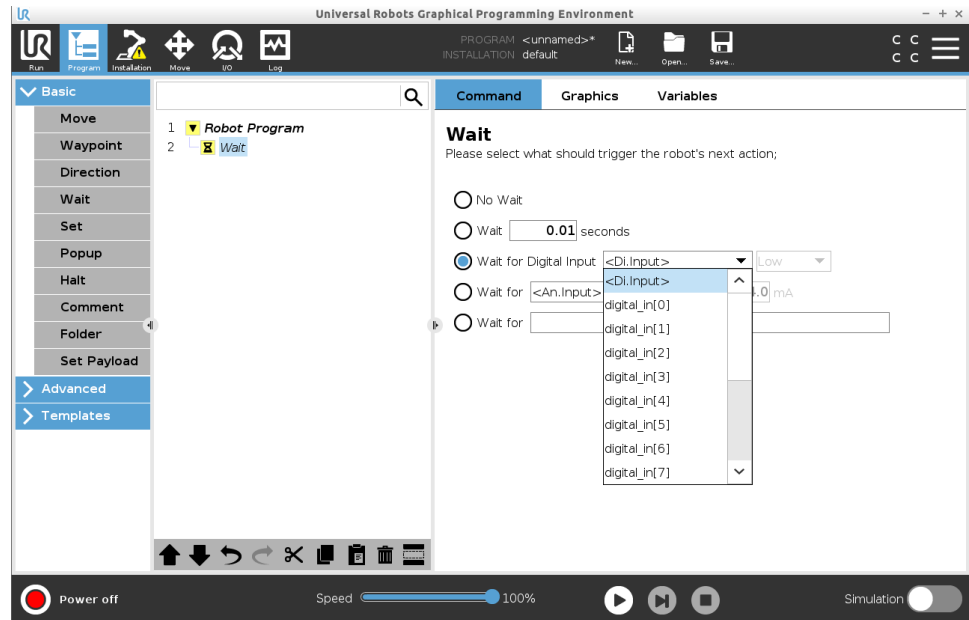 UR Universal Robots Graphical Programming Environment
UR PROGRAM <unnamed>*
INSTALLATION default
Run Program Installation Move I/O Log New... Open... Save...
C C
C C
Basic
Move
Waypoint
Direction
Wait
Set
Popup
Halt
Comment
Folder
Set Payload
Advanced
Templates
1 Robot Program
2 Wait
Command Graphics Variables
Wait
Please select what should trigger the robot's next action;
No Wait
Wait 0.01 seconds
Wait for Digital Input <Di.Input> Low
Wait for <An.Input> .0 mA
Wait for
<Di.Input>
digital_in[0]
digital_in[1]
digital_in[2]
digital_in[3]
digital_in[4]
digital_in[5]
digital_in[6]
digital_in[7]
Power off Speed 100% Simulation